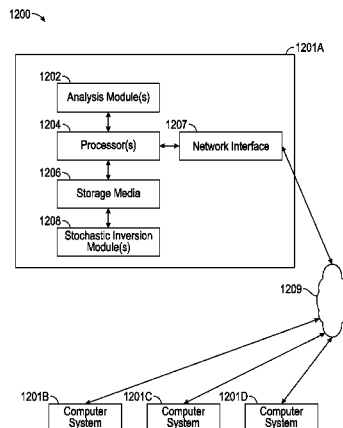 1200
1201A
1202
Analysis Module(s)
1204
1207
Processor(s)
Network Interface
1206
Storage Media
1208
Stochastic Inversion
Module(s)
1209
1201B
1201C
1201D
Computer
System
Computer
System
Computer
System